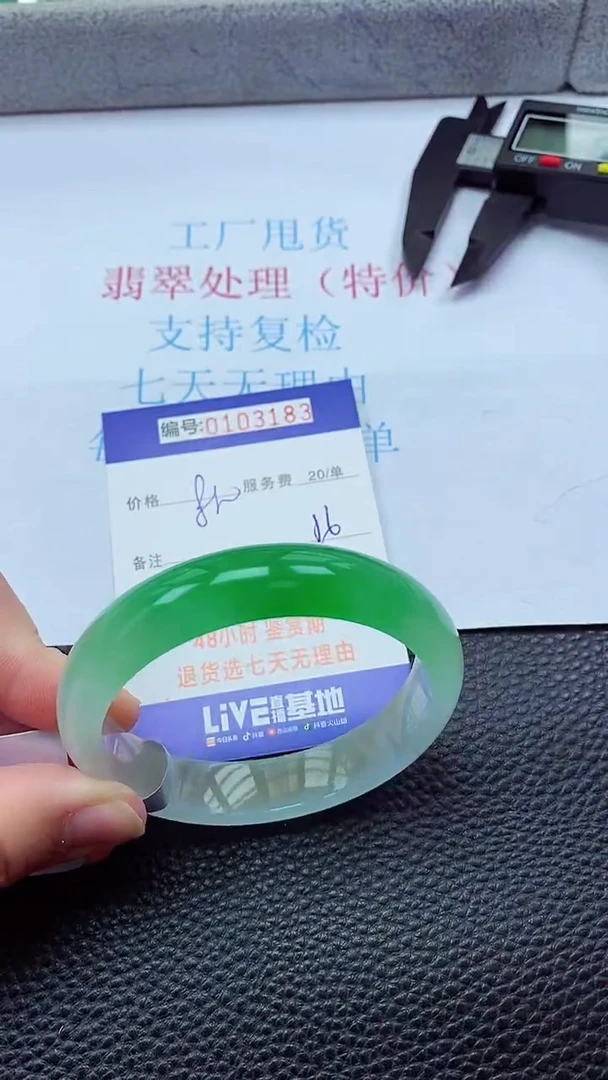 OFF ON
工厂甩货
翡翠处理（特价）
支持复检
七天无理由
单
编号:0103183
价格 服务费 20/单
备注
48小时 鉴赏期
退货选七天无理由
LiVE直播基地
今日头条 抖音 西瓜视频 抖音火山版